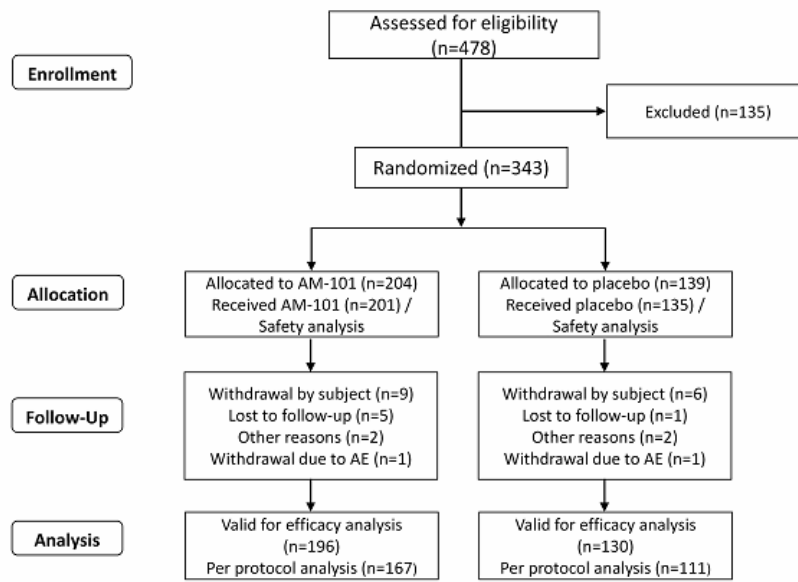 Assessed for eligibility
(n=478)
Enrollment
Excluded (n=135)
Randomized (n=343)
Allocation
Allocated to AM-101 (n=204)
Received AM-101 (n=201) /
Safety analysis
Allocated to placebo (n=139)
Received placebo (n=135) /
Safety analysis
Follow-Up
Withdrawal by subject (n=9)
Lost to follow-up (n=5)
Other reasons (n=2)
Withdrawal due to AE (n=1)
Withdrawal by subject (n=6)
Lost to follow-up (n=1)
Other reasons (n=2)
Withdrawal due to AE (n=1)
Analysis
Valid for efficacy analysis
(n=196)
Per protocol analysis (n=167)
Valid for efficacy analysis
(n=130)
Per protocol analysis (n=111)